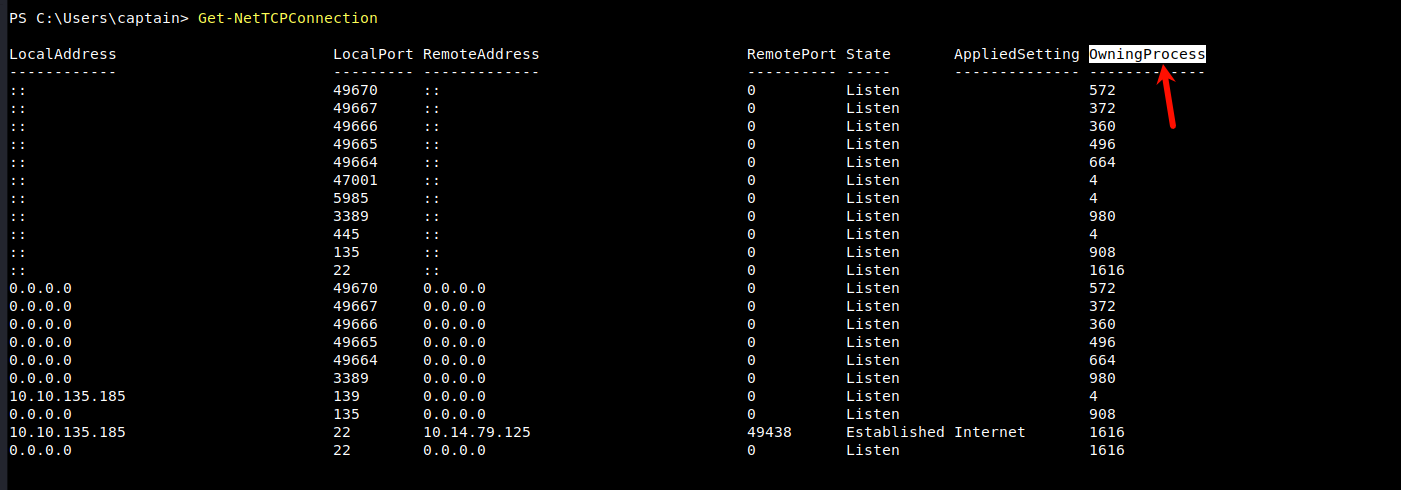 PS C:\Users\captain> Get-NetTCPConnection
LocalAddress                        LocalPort RemoteAddress                       RemotePort State       AppliedSetting OwningProcess
------------                        --------- -------------                       ---------- -----       -------------- -------------
::                                  49670     ::                                  0          Listen                     572
::                                  49667     ::                                  0          Listen                     372
::                                  49666     ::                                  0          Listen                     360
::                                  49665     ::                                  0          Listen                     496
::                                  49664     ::                                  0          Listen                     664
::                                  47001     ::                                  0          Listen                     4
::                                  5985      ::                                  0          Listen                     4
::                                  3389      ::                                  0          Listen                     980
::                                  445       ::                                  0          Listen                     4
::                                  135       ::                                  0          Listen                     908
::                                  22        ::                                  0          Listen                     1616
0.0.0.0                             49670     0.0.0.0                             0          Listen                     572
0.0.0.0                             49667     0.0.0.0                             0          Listen                     372
0.0.0.0                             49666     0.0.0.0                             0          Listen                     360
0.0.0.0                             49665     0.0.0.0                             0          Listen                     496
0.0.0.0                             49664     0.0.0.0                             0          Listen                     664
0.0.0.0                             3389      0.0.0.0                             0          Listen                     980
10.10.135.185                       139       0.0.0.0                             0          Listen                     4
0.0.0.0                             135       0.0.0.0                             0          Listen                     908
10.10.135.185                       22        10.14.79.125                        49438      Established Internet       1616
0.0.0.0                             22        0.0.0.0                             0          Listen                     1616